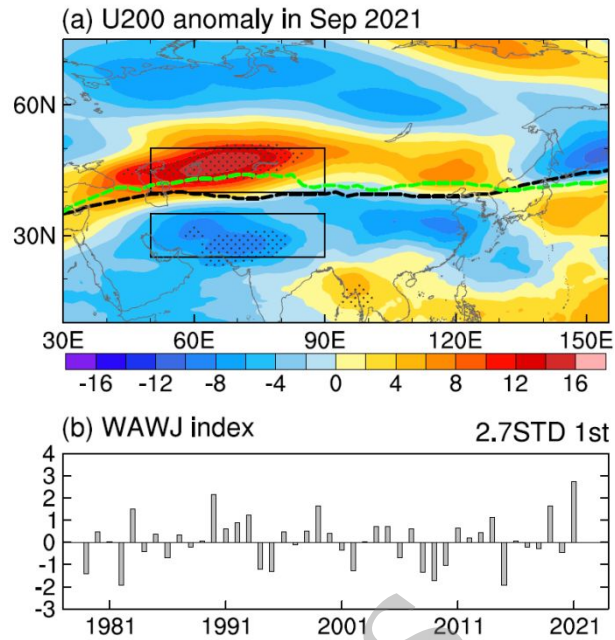 (a) U200 anomaly in Sep 2021
60N
30N
30E 60E 90E 120E 150E
-16 -12 -8 -4 0 4 8 12 16
(b) WAWJ index 2.7STD 1st
4
3
2
1
0
-1
-2
-3
1981 1991 2001 2011 2021